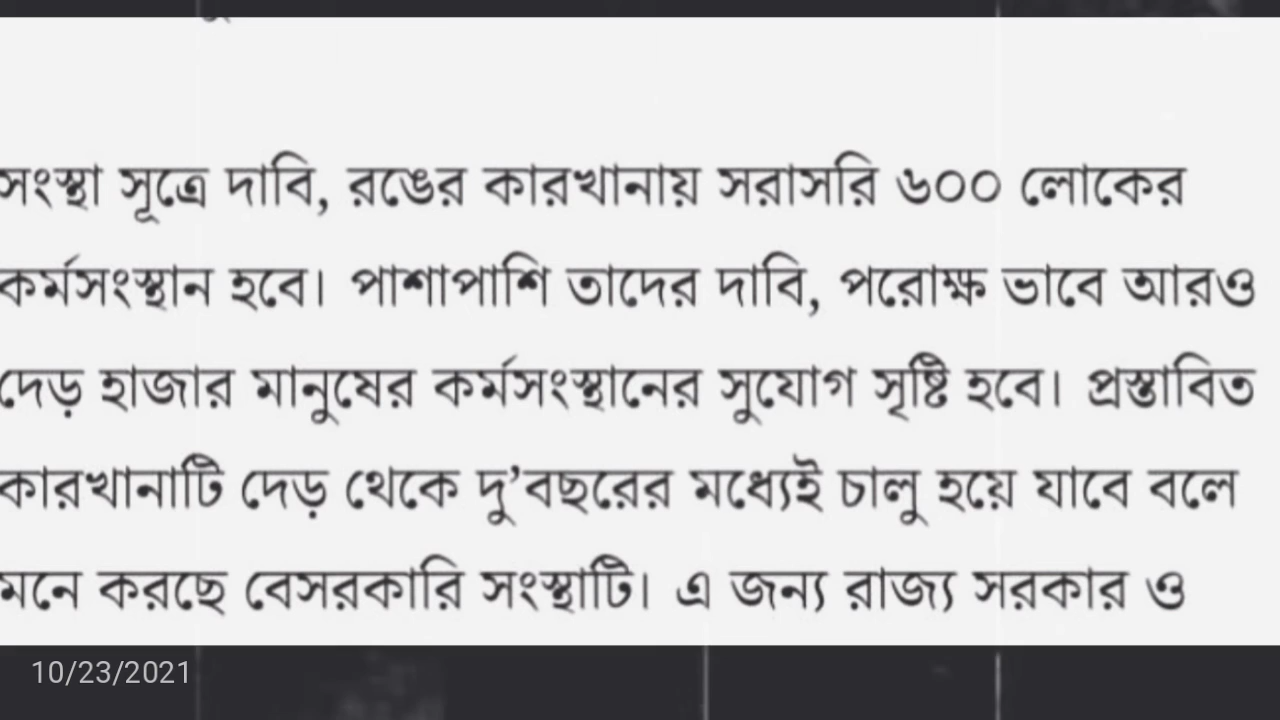 সংস্থা সূত্রে দাবি, রঙের কারখানায় সরাসরি ৬০০ লোকের
কর্মসংস্থান হবে। পাশাপাশি তাদের দাবি, পরোক্ষ ভাবে আরও
দেড় হাজার মানুষের কর্মসংস্থানের সুযোগ সৃষ্টি হবে। প্রস্তাবিত
কারখানাটি দেড় থেকে দু’বছরের মধ্যেই চালু হয়ে যাবে বলে
মনে করছে বেসরকারি সংস্থাটি। এ জন্য রাজ্য সরকার ও
10/23/2021